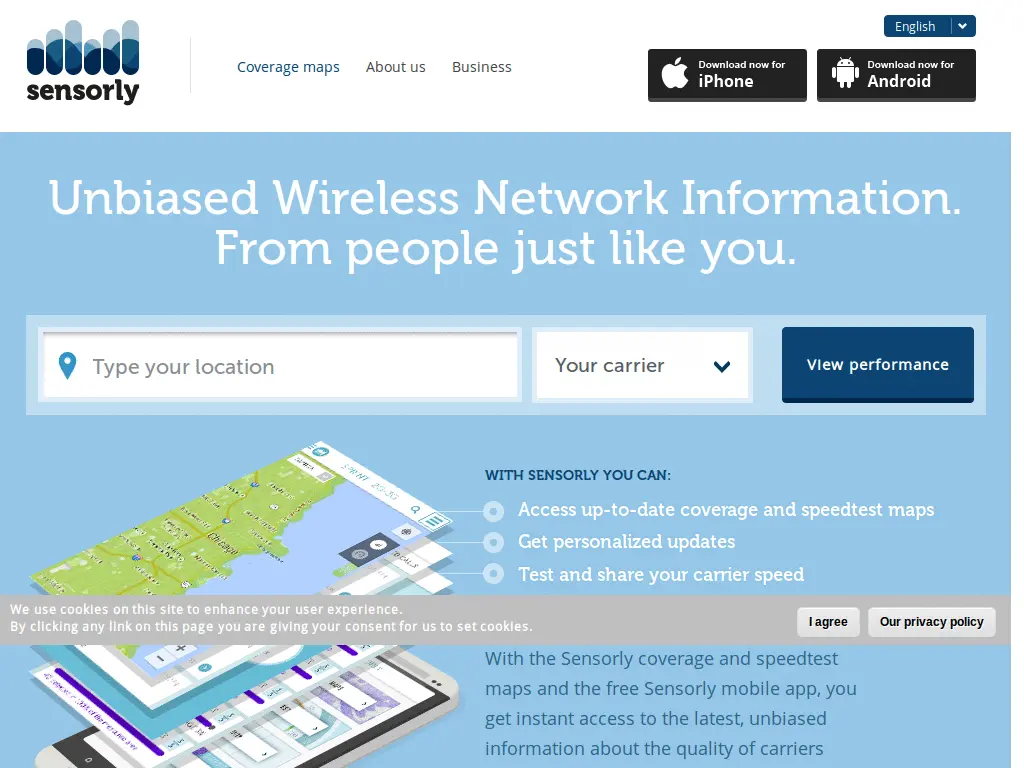 English
sensorly
Coverage maps
About us
Business
Download now for
iPhone
Download now for
Android
Unbiased Wireless Network Information.
From people just like you.
Type your location
Your carrier
View performance
SPRINT 2G-3G
Chicago
WITH SENSORLY YOU CAN:
Access up-to-date coverage and speedtest maps
Get personalized updates
Test and share your carrier speed
We use cookies on this site to enhance your user experience.
By clicking any link on this page you are giving your consent for us to set cookies.
I agree
Our privacy policy
With the Sensorly coverage and speedtest
maps and the free Sensorly mobile app, you
get instant access to the latest, unbiased
information about the quality of carriers